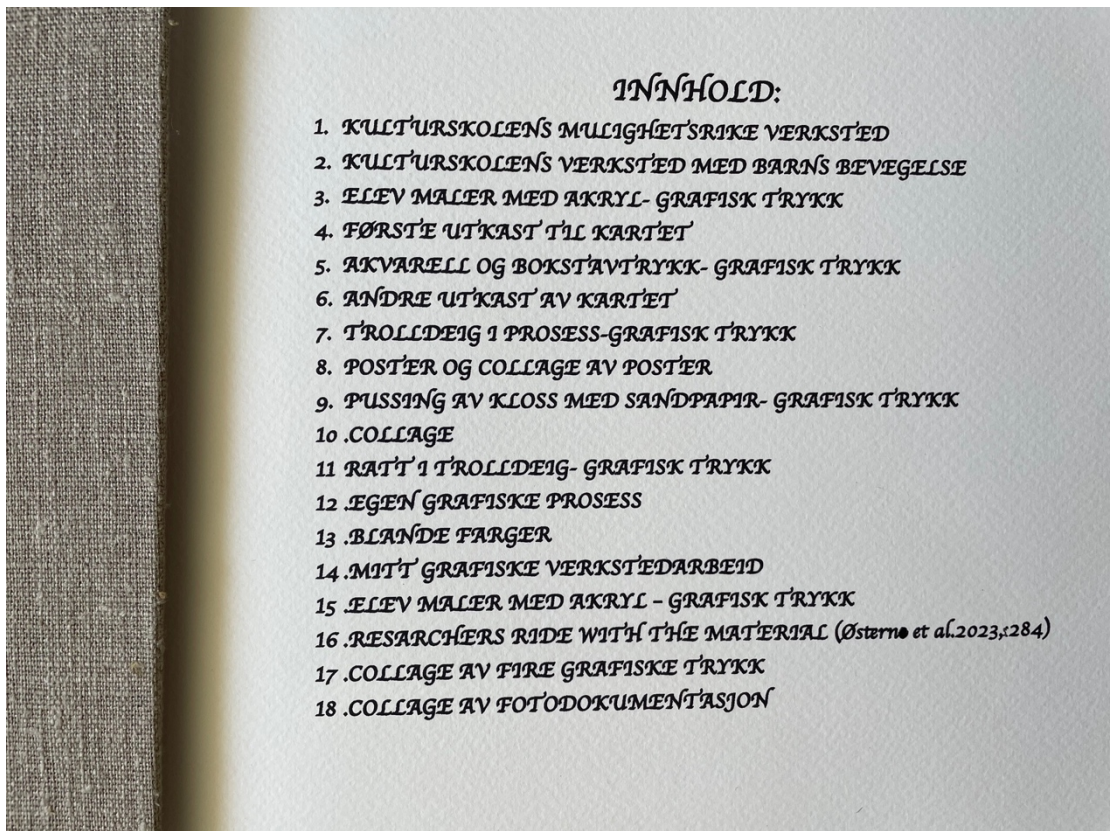 INNHOLD:
1. KULTURSKOLENS MULIGHETSRIKE VERKSTED
2. KULTURSKOLENS VERKSTED MED BARNS BEVEGELSE
3. ELEV MALER MED AKRYL- GRAFISK TRYKK
4. FØRSTE UTKAST TIL KARTET
5. AKVARELL OG BOKSTAVTRYKK- GRAFISK TRYKK
6. ANDRE UTKAST AV KARTET
7. TROLLDEIG I PROSESS-GRAFISK TRYKK
8. POSTER OG COLLAGE AV POSTER
9. PUSSING AV KLOSS MED SANDPAPIR- GRAFISK TRYKK
10 .COLLAGE
11 RATT I TROLLDEIG- GRAFISK TRYKK
12 .EGEN GRAFISKE PROSESS
13 .BLANDE FARGER
14 .MITT GRAFISKE VERKSTEDARBEID
15 .ELEV MALER MED AKRYL – GRAFISK TRYKK
16 .RESARCHERS RIDE WITH THE MATERIAL (Østerno et al.2023,s:284)
17 .COLLAGE AV FIRE GRAFISKE TRYKK
18 .COLLAGE AV FOTODOKUMENTASJON